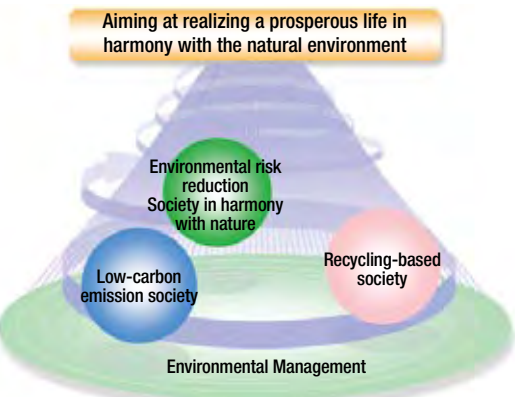 Aiming at realizing a prosperous life in
harmony with the natural environment
Environmental risk
reduction
Society in harmony
with nature
Low-carbon
emission society
Recycling-based
society
Environmental Management